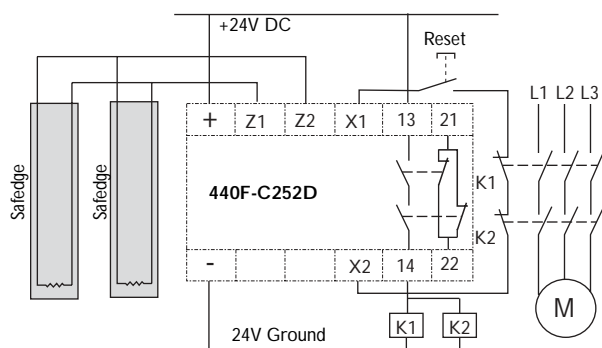 +24V DC
Reset
L1 L2 L3
+ Z1 Z2 X1 13 21
Safedge
Safedge
440F-C252D
K1
K2
- X2 14 22
M
24V Ground
K1 K2